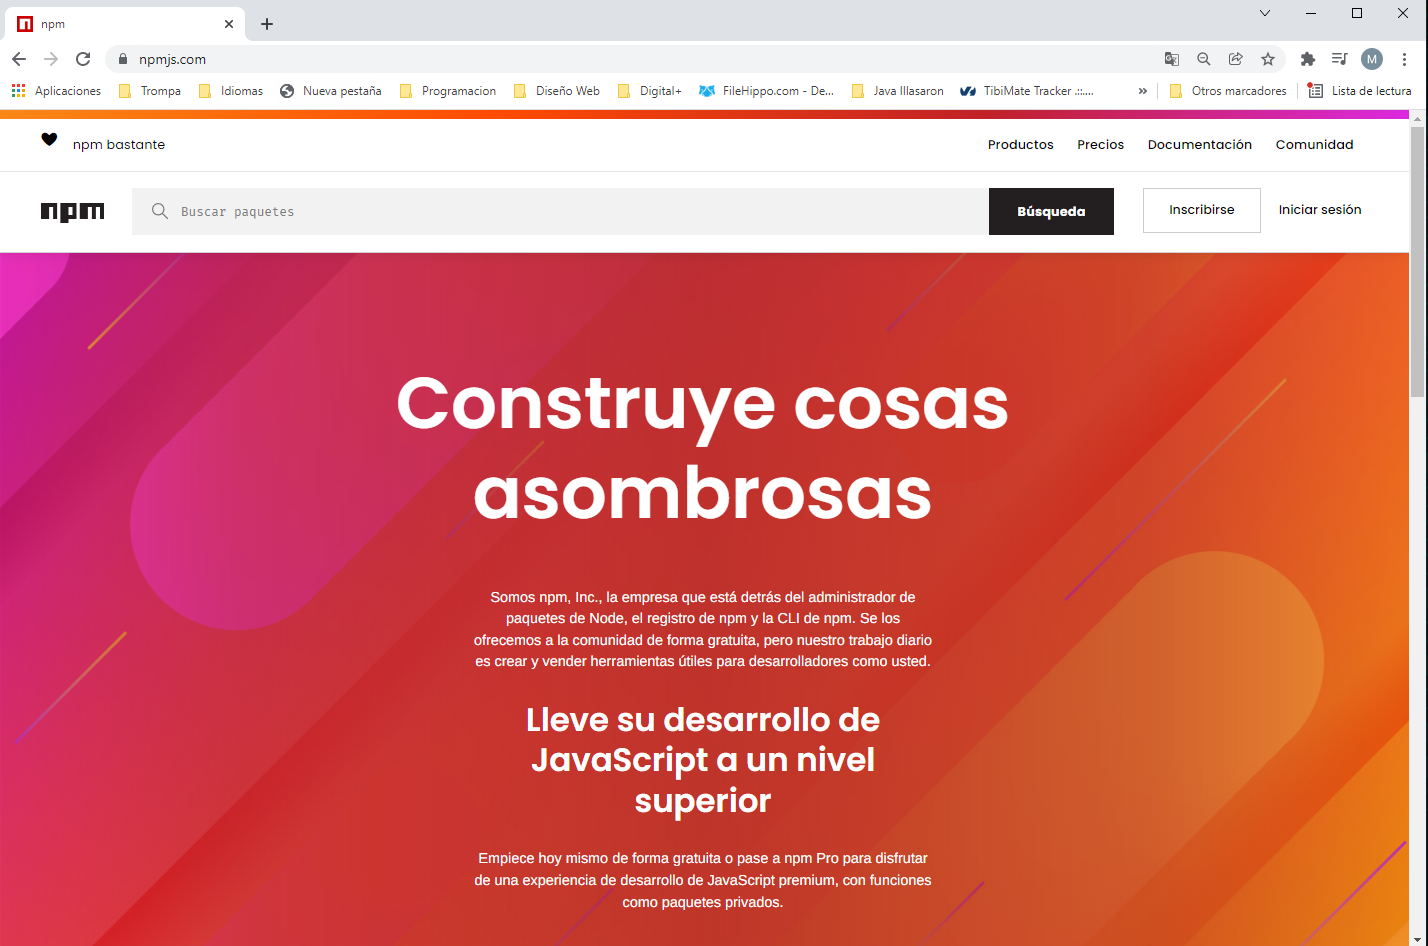 npm
npmjs.com
M
Aplicaciones Trompa Idiomas Nueva pestaña Programacion Diseño Web Digital+ FileHippo.com - De... Java Illasaron TibiMate Tracker .::.... » Otros marcadores Lista de lectura
npm bastante Productos Precios Documentación Comunidad
npm Buscar paquetes Búsqueda Inscribirse Iniciar sesión
Construye cosas
asombrosas
Somos npm, Inc., la empresa que está detrás del administrador de
paquetes de Node, el registro de npm y la CLI de npm. Se los
ofrecemos a la comunidad de forma gratuita, pero nuestro trabajo diario
es crear y vender herramientas útiles para desarrolladores como usted.
Lleve su desarrollo de
JavaScript a un nivel
superior
Empiece hoy mismo de forma gratuita o pase a npm Pro para disfrutar
de una experiencia de desarrollo de JavaScript premium, con funciones
como paquetes privados.